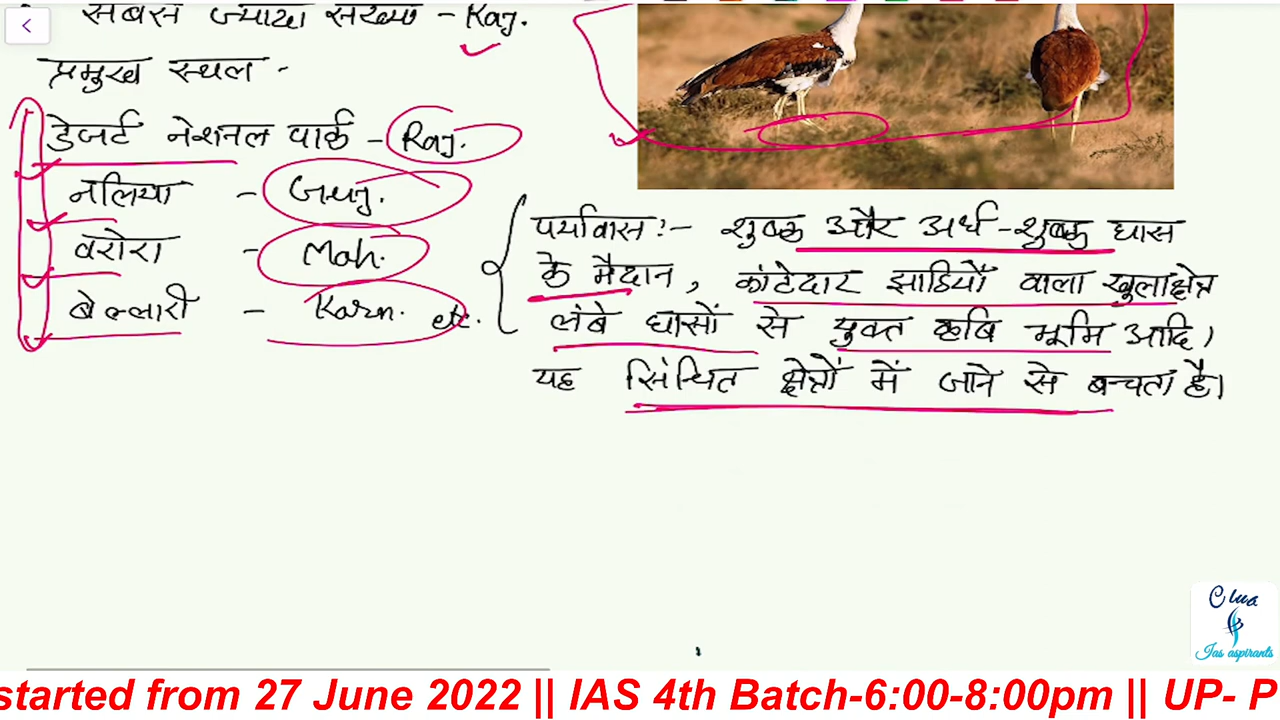 सबसे ज्यादा संख्या - Raj.
प्रमुख स्थल -
डेजर्ट नेशनल पार्क - Raj.
नलिया - Guj.
वरोरा - Mah.
बेल्लारी - Karn. etc.
पर्यावास :- शुष्क और अर्ध-शुष्क घास
के मैदान, कांटेदार झाडियों वाला खुला क्षेत्र
लंबे घासों से युक्त कृषि भूमि आदि।
यह सिंचित क्षेत्रों में जाने से बचता है।
Clue
Ias aspirants
started from 27 June 2022 || IAS 4th Batch-6:00-8:00pm || UP- P